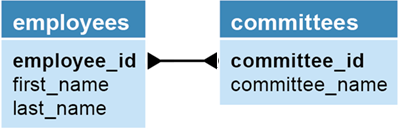 employees
employee_id
first_name
last_name
committees
committee_id
committee_name